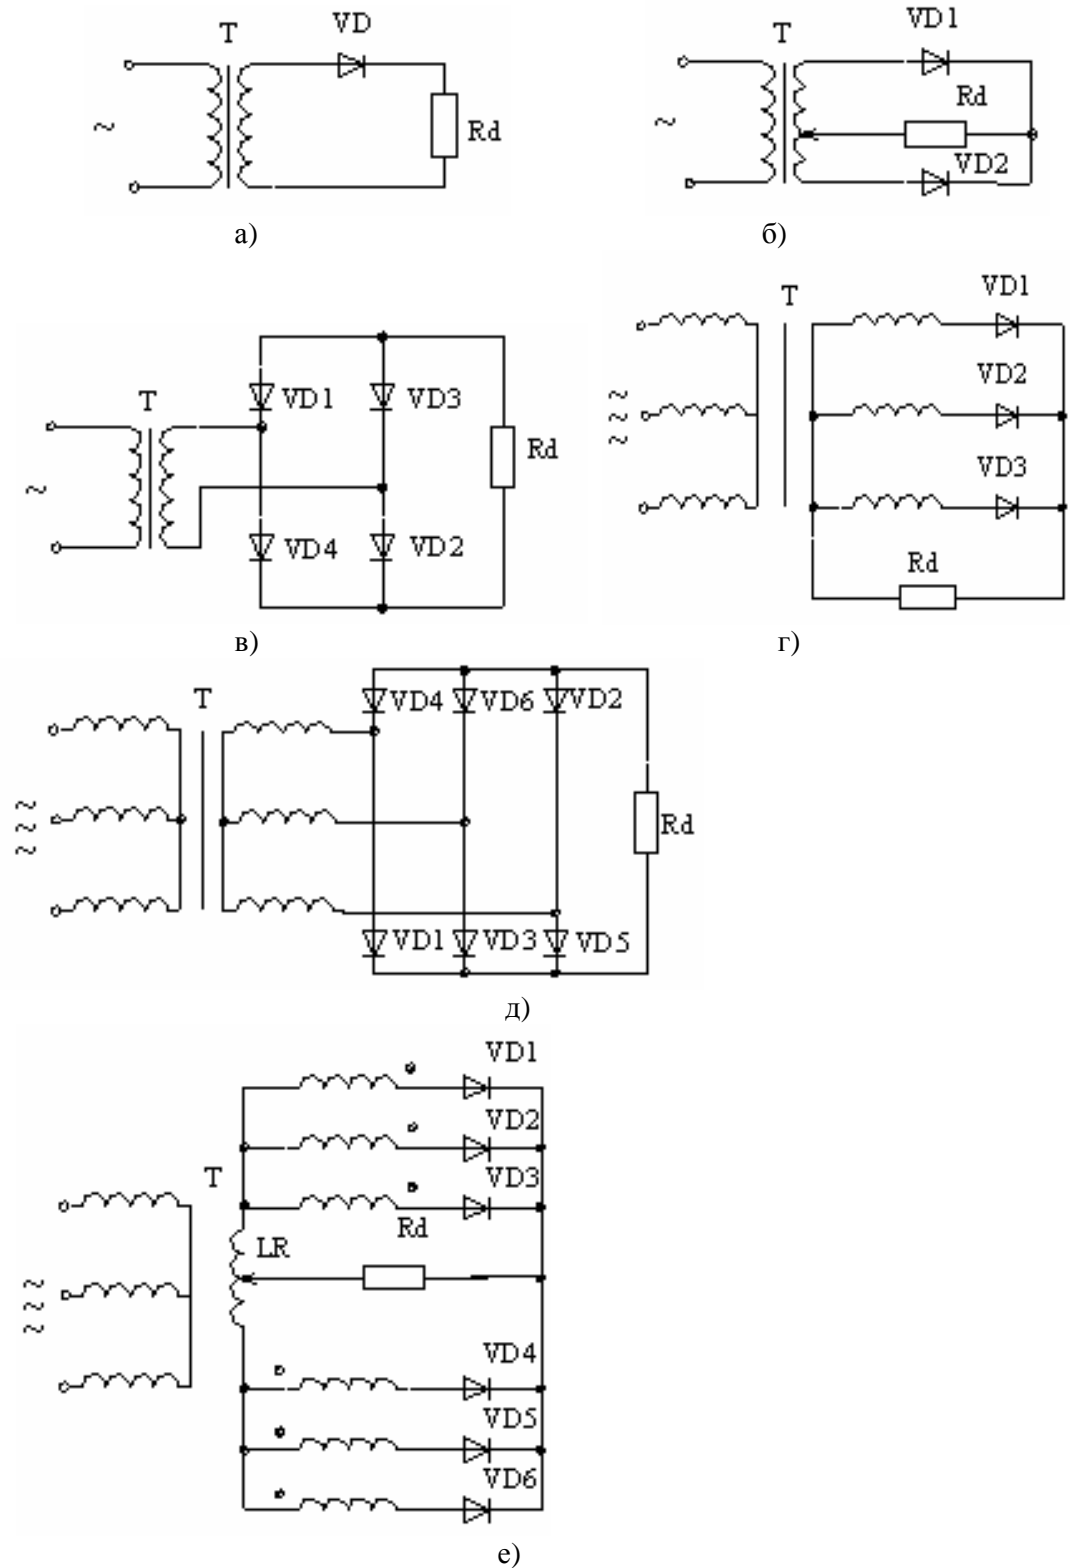 T
VD
~
Rd
а)
T
VD1
~
Rd
VD2
б)
T
~
VD1
VD3
Rd
VD4
VD2
в)
T
VD1
VD2
~ ~ ~
VD3
Rd
г)
T
VD4
VD6
VD2
~ ~ ~
Rd
VD1
VD3
VD5
д)
VD1
VD2
T
VD3
Rd
LR
~ ~ ~
VD4
VD5
VD6
е)